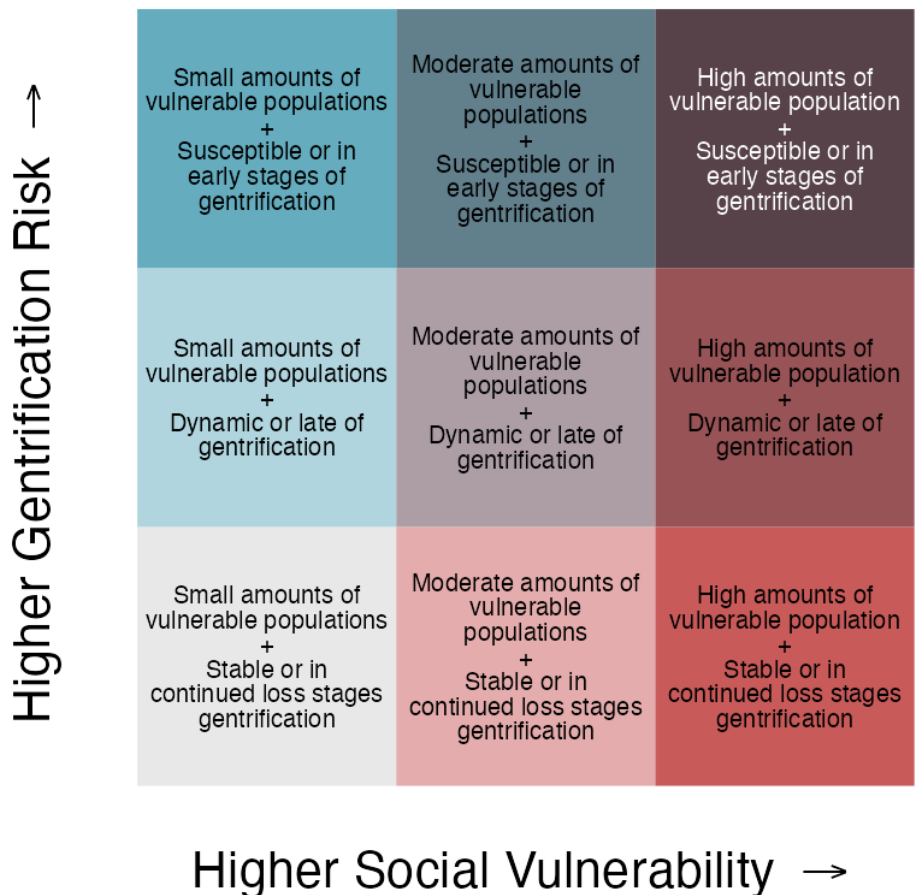 Higher Gentrification Risk →
Small amounts of
vulnerable populations
+
Susceptible or in
early stages of
gentrification
Moderate amounts of
vulnerable
populations
+
Susceptible or in
early stages of
gentrification
High amounts of
vulnerable population
+
Susceptible or in
early stages of
gentrification
Small amounts of
vulnerable populations
+
Dynamic or late of
gentrification
Moderate amounts of
vulnerable
populations
+
Dynamic or late of
gentrification
High amounts of
vulnerable population
+
Dynamic or late of
gentrification
Small amounts of
vulnerable populations
+
Stable or in
continued loss stages
gentrification
Moderate amounts of
vulnerable
populations
+
Stable or in
continued loss stages
gentrification
High amounts of
vulnerable population
+
Stable or in
continued loss stages
gentrification
Higher Social Vulnerability →